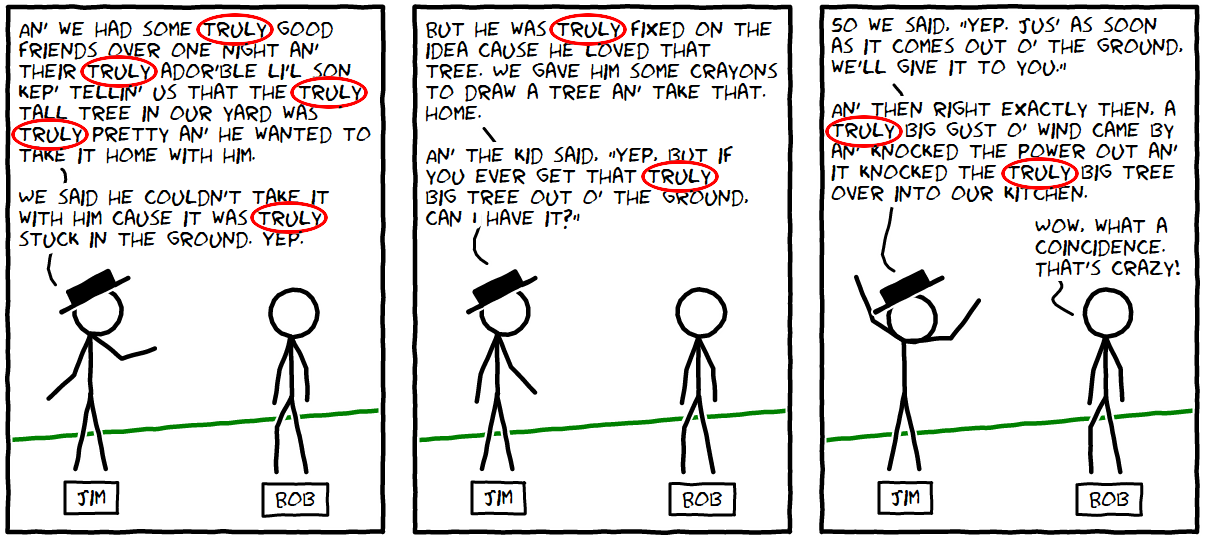 AN' WE HAD SOME TRULY GOOD
FRIENDS OVER ONE NIGHT AN'
THEIR TRULY ADOR'BLE LI'L SON
KEP' TELLIN' US THAT THE TRULY
TALL TREE IN OUR YARD WAS
TRULY PRETTY AN' HE WANTED TO
TAKE IT HOME WITH HIM.
WE SAID HE COULDN'T TAKE IT
WITH HIM CAUSE IT WAS TRULY
STUCK IN THE GROUND. YEP.
JIM
BOB
BUT HE WAS TRULY FIXED ON THE
IDEA CAUSE HE LOVED THAT
TREE. WE GAVE HIM SOME CRAYONS
TO DRAW A TREE AN' TAKE THAT.
HOME.
AN' THE KID SAID, "YEP, BUT IF
YOU EVER GET THAT TRULY
BIG TREE OUT O' THE GROUND,
CAN I HAVE IT?"
JIM
BOB
SO WE SAID, "YEP. JUS' AS SOON
AS IT COMES OUT O' THE GROUND,
WE'LL GIVE IT TO YOU."
AN' THEN RIGHT EXACTLY THEN, A
TRULY BIG GUST O' WIND CAME BY
AN' KNOCKED THE POWER OUT AN'
IT KNOCKED THE TRULY BIG TREE
OVER INTO OUR KITCHEN.
WOW, WHAT A
COINCIDENCE.
THAT'S CRAZY!
JIM
BOB